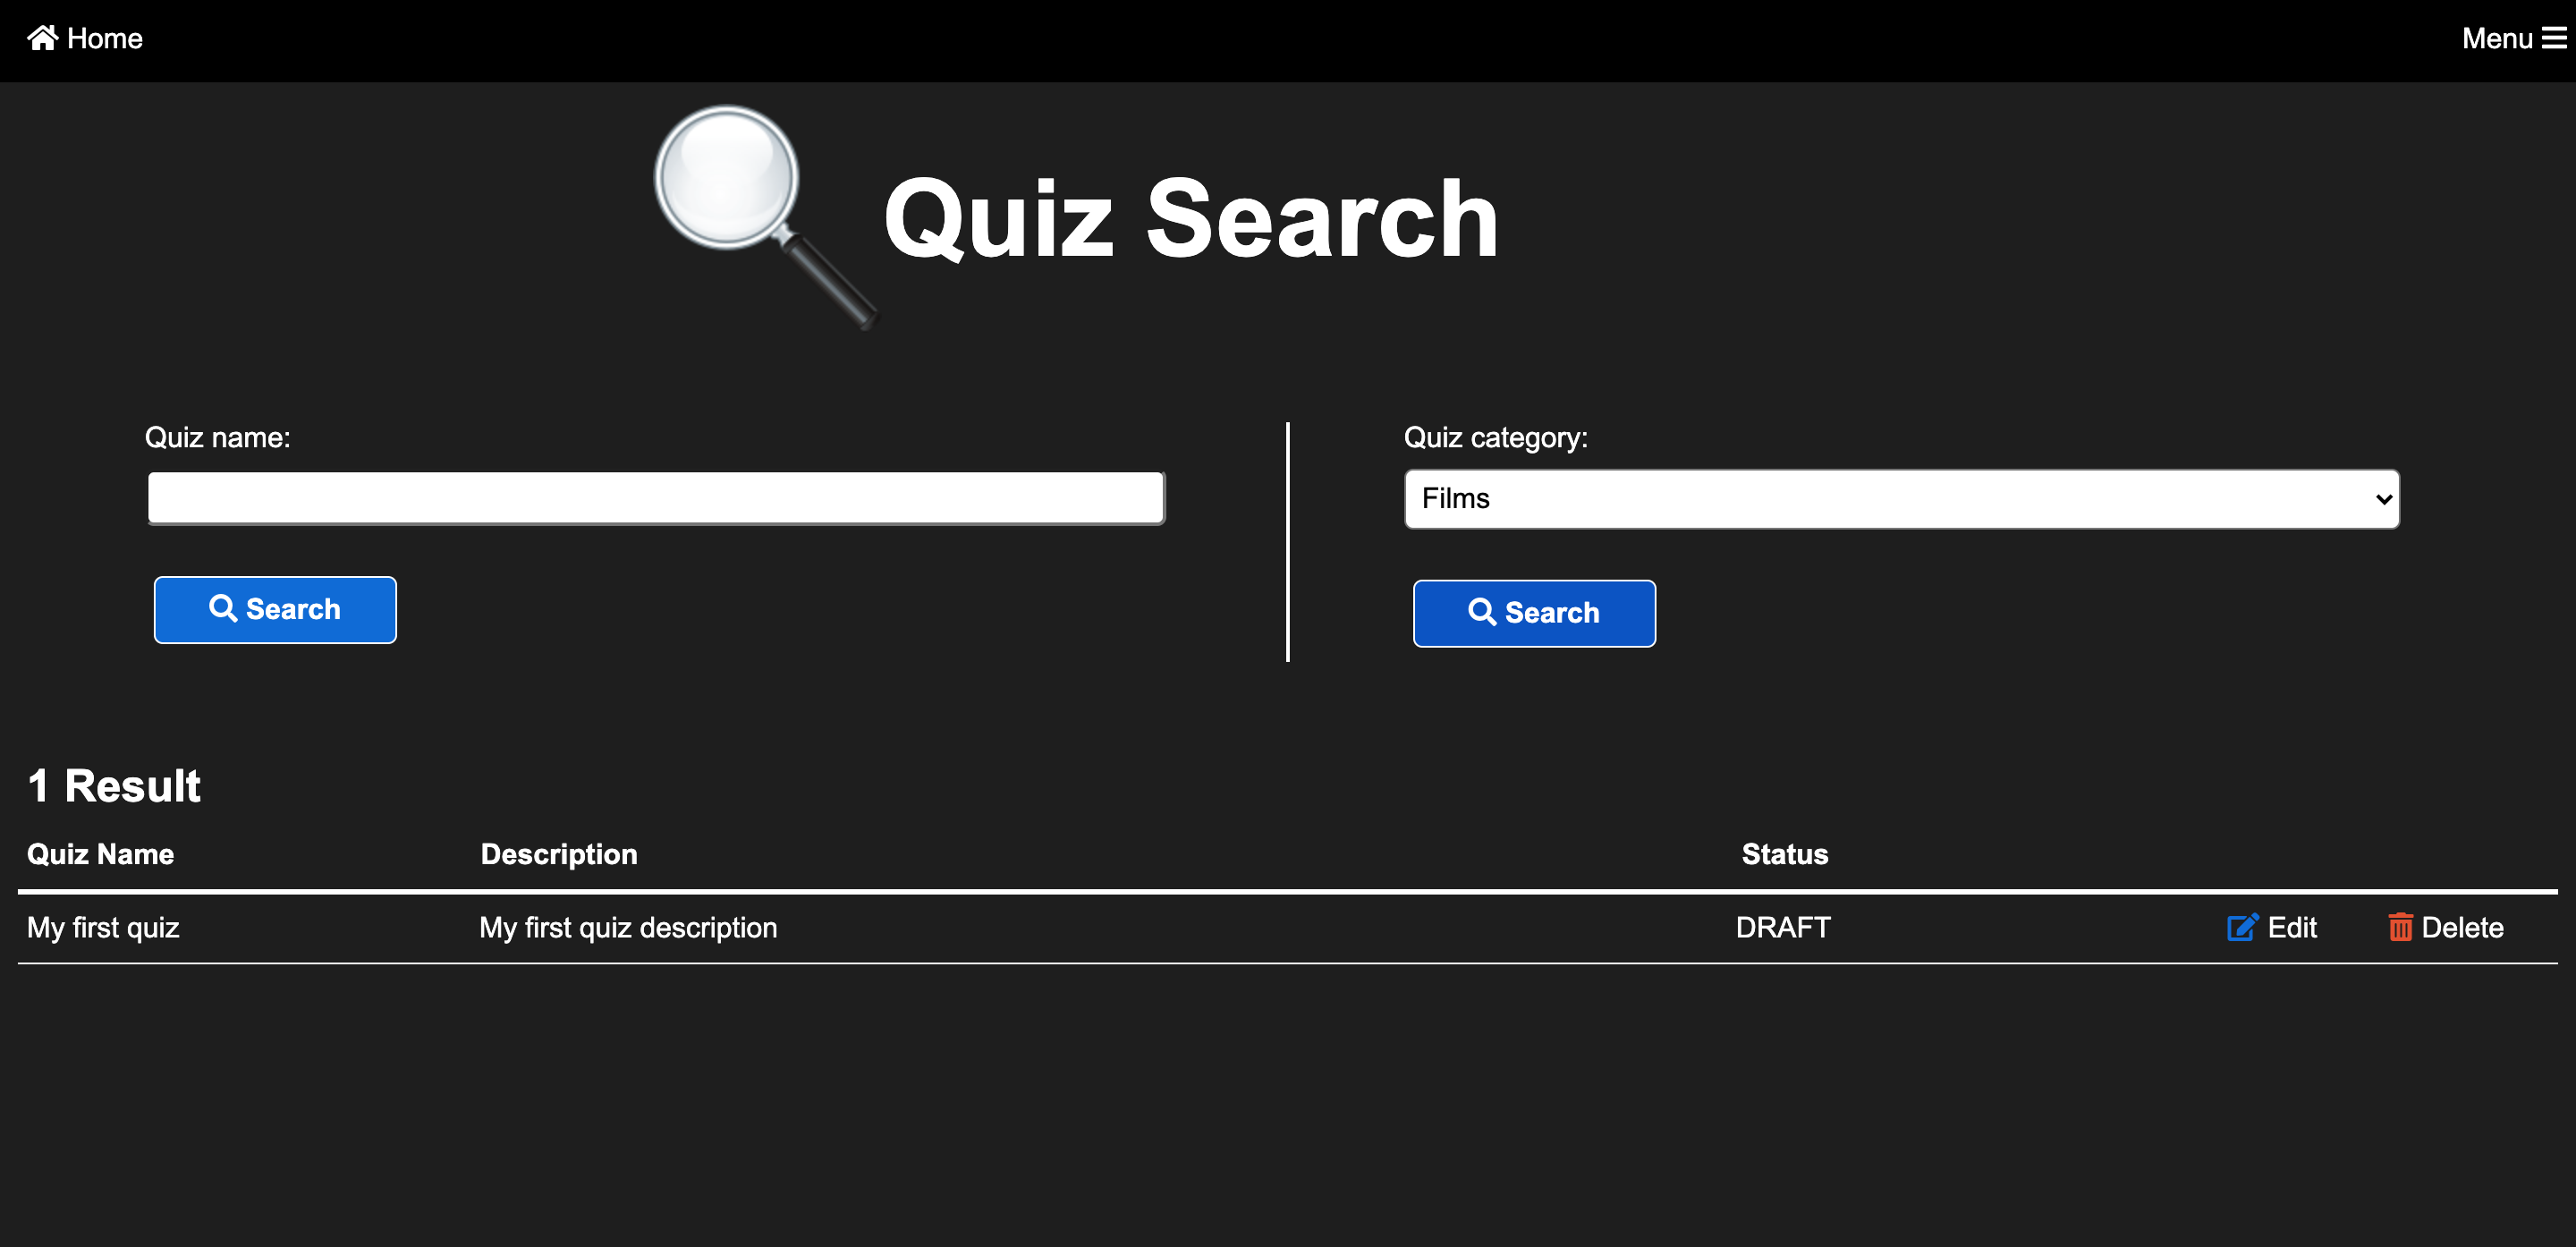 Home Menu
Quiz Search
Quiz name:
Search
Quiz category:
Films
Search
1 Result
Quiz Name Description Status
My first quiz My first quiz description DRAFT Edit Delete